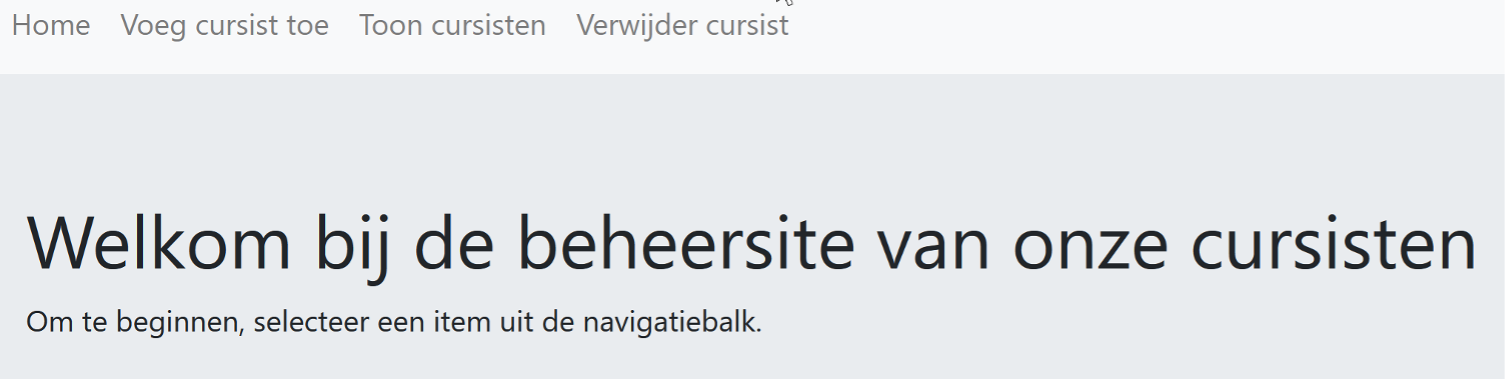 Home Voeg cursist toe Toon cursisten Verwijder cursist
Welkom bij de beheersite van onze cursisten
Om te beginnen, selecteer een item uit de navigatiebalk.